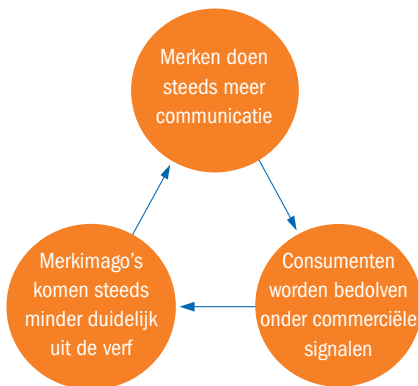 Merken doen
steeds meer
communicatie
Consumenten
worden bedolven
onder commerciële
signalen
Merkimago's
komen steeds
minder duidelijk
uit de verf